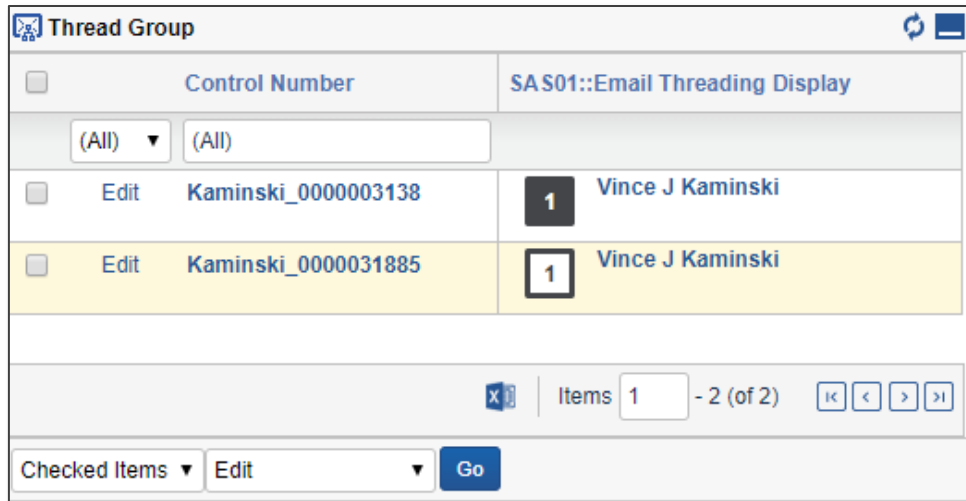 Thread Group
Control Number SAS01::Email Threading Display
(All) (All)
Edit Kaminski_0000003138 1 Vince J Kaminski
Edit Kaminski_0000031885 1 Vince J Kaminski
Items 1 - 2 (of 2)
Checked Items Edit Go